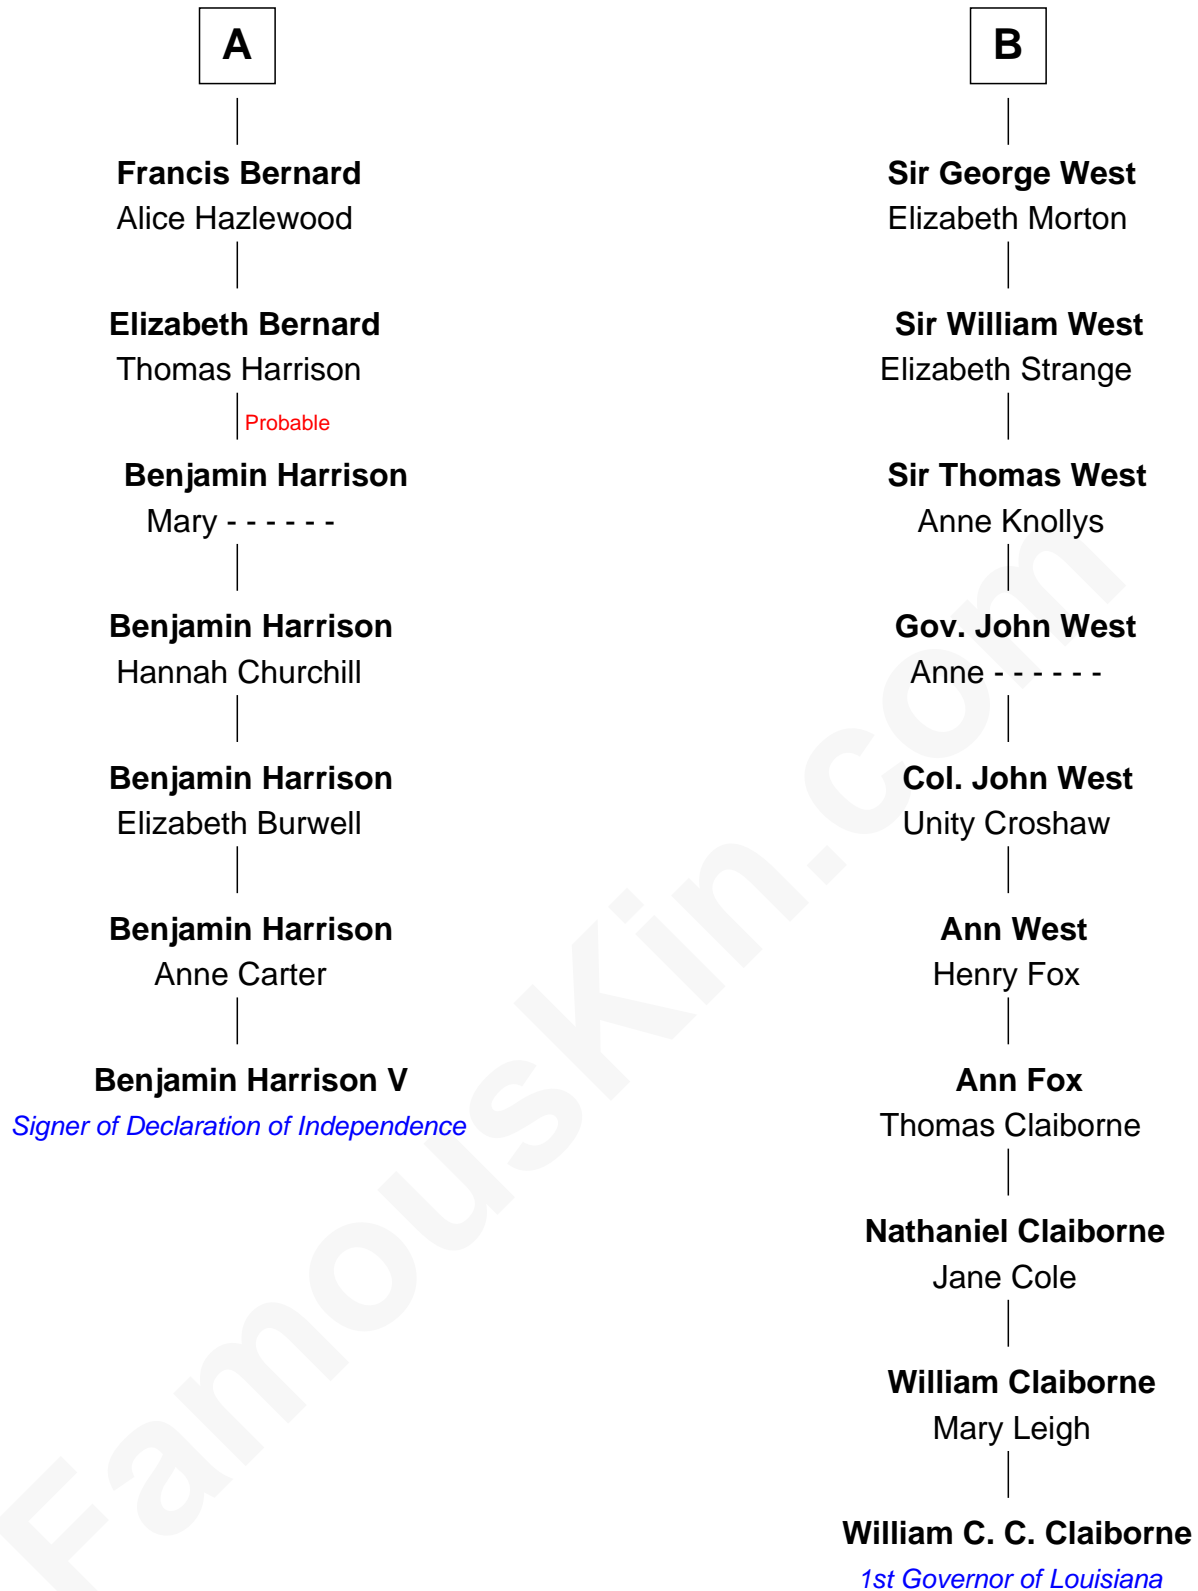 A
Francis Bernard
Alice Hazlewood
Elizabeth Bernard
Thomas Harrison
Probable
Benjamin Harrison
Mary - - - - - -
Benjamin Harrison
Hannah Churchill
Benjamin Harrison
Elizabeth Burwell
Benjamin Harrison
Anne Carter
Benjamin Harrison V
Signer of Declaration of Independence
B
Sir George West
Elizabeth Morton
Sir William West
Elizabeth Strange
Sir Thomas West
Anne Knollys
Gov. John West
Anne - - - - - -
Col. John West
Unity Croshaw
Ann West
Henry Fox
Ann Fox
Thomas Claiborne
Nathaniel Claiborne
Jane Cole
William Claiborne
Mary Leigh
William C. C. Claiborne
1st Governor of Louisiana
FamousKin.com